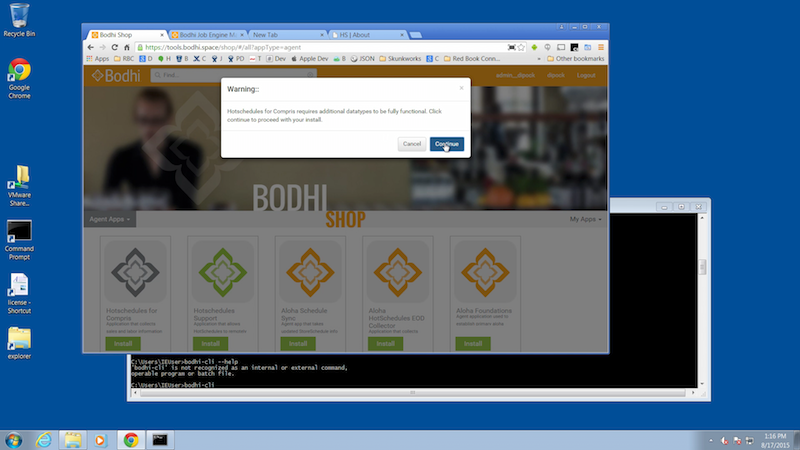 Recycle Bin
Google
Chrome
VMware
Share...
Command
Prompt
license -
Shortcut
explorer
Bodhi Shop
Bodhi Job Engine M
New Tab
HS | About
https://tools.bodhi.space/shop/#/all?appType=agent
Apps
RBC
D
H
B
X
C
J
PD
T
Dev
Apple Dev
B
JSON
Skunkworks
C
Red Book Conn...
»
Other bookmarks
Bodhi
Find...
dipock
Logout
Warning::
Hotschedules for Compris requires additional datatypes to be fully functional. Click
continue to proceed with your install.
Cancel
Continue
BODHI
SHOP
Agent Apps
My Apps
Hotschedules for
Compris
Application that collects
sales and labor information
Install
Hotschedules
Support
Application that allows
HotSchedules to remotely
Install
Aloha Schedule
Sync
Agent app that takes
Install
Aloha
HotSchedules EOD
Collector
Application that collects
Install
Aloha Foundations
Agent application used to
establish primary study
Install
C:\Users\IEUser>bodhi-cli --help
'bodhi-cli' is not recognized as an internal or external command,
operable program or batch file.
C:\Users\IEUser>bodhi-cli
1:16 PM
8/17/2015